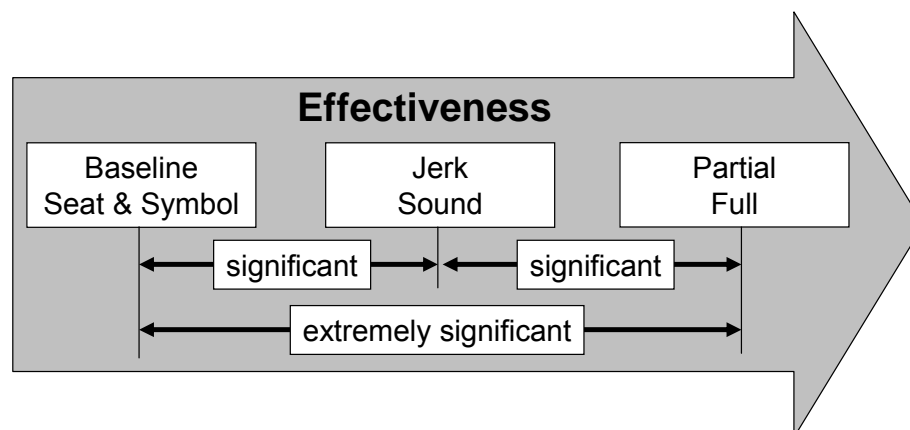 Effectiveness
Baseline
Seat & Symbol
Jerk
Sound
Partial
Full
significant
significant
extremely significant